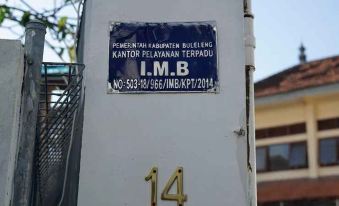 PEMERINTAH KABUPATEN BULELENG
KANTOR PELAYANAN TERPADU
I.M.B
NO:503-18/966/IMB/KPT/2014
14